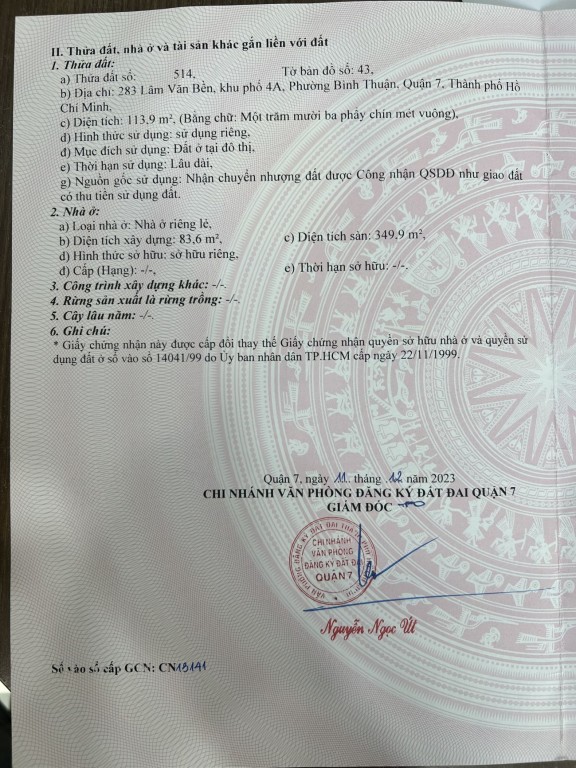 II. Thửa đất, nhà ở và tài sản khác gắn liền với đất
1. Thửa đất:
a) Thửa đất số: 514, Tờ bản đồ số: 43,
b) Địa chỉ: 283 Lâm Văn Bền, khu phố 4A, Phường Bình Thuận, Quận 7, Thành phố Hồ
Chí Minh,
c) Diện tích: 113,9 m², (Bằng chữ: Một trăm mười ba phẩy chín mét vuông),
d) Hình thức sử dụng: sử dụng riêng,
đ) Mục đích sử dụng: Đất ở tại đô thị,
e) Thời hạn sử dụng: Lâu dài,
g) Nguồn gốc sử dụng: Nhận chuyển nhượng đất được Công nhận QSDĐ như giao đất
có thu tiền sử dụng đất.
2. Nhà ở:
a) Loại nhà ở: Nhà ở riêng lẻ,
b) Diện tích xây dựng: 83,6 m², c) Diện tích sàn: 349,9 m²,
d) Hình thức sở hữu: sở hữu riêng,
đ) Cấp (Hạng): -/-, e) Thời hạn sở hữu: -/-.
3. Công trình xây dựng khác: -/-.
4. Rừng sản xuất là rừng trồng: -/-.
5. Cây lâu năm: -/-.
6. Ghi chú:
* Giấy chứng nhận này được cấp đổi thay thế Giấy chứng nhận quyền sở hữu nhà ở và quyền sử
dụng đất ở số vào sổ 14041/99 do Ủy ban nhân dân TP.HCM cấp ngày 22/11/1999.
Quận 7, ngày 11 . tháng .12 năm 2023
CHI NHÁNH VĂN PHÒNG ĐĂNG KÝ ĐẤT ĐAI QUẬN 7
GIÁM ĐỐC
VĂN PHÒNG ĐĂNG KÝ ĐẤT ĐAI THÀNH PHỐ
CHI NHÁNH
VĂN PHÒNG
ĐĂNG KÝ ĐẤT ĐAI
QUẬN 7
Nguyễn Ngọc Út
Số vào sổ cấp GCN: CN13141